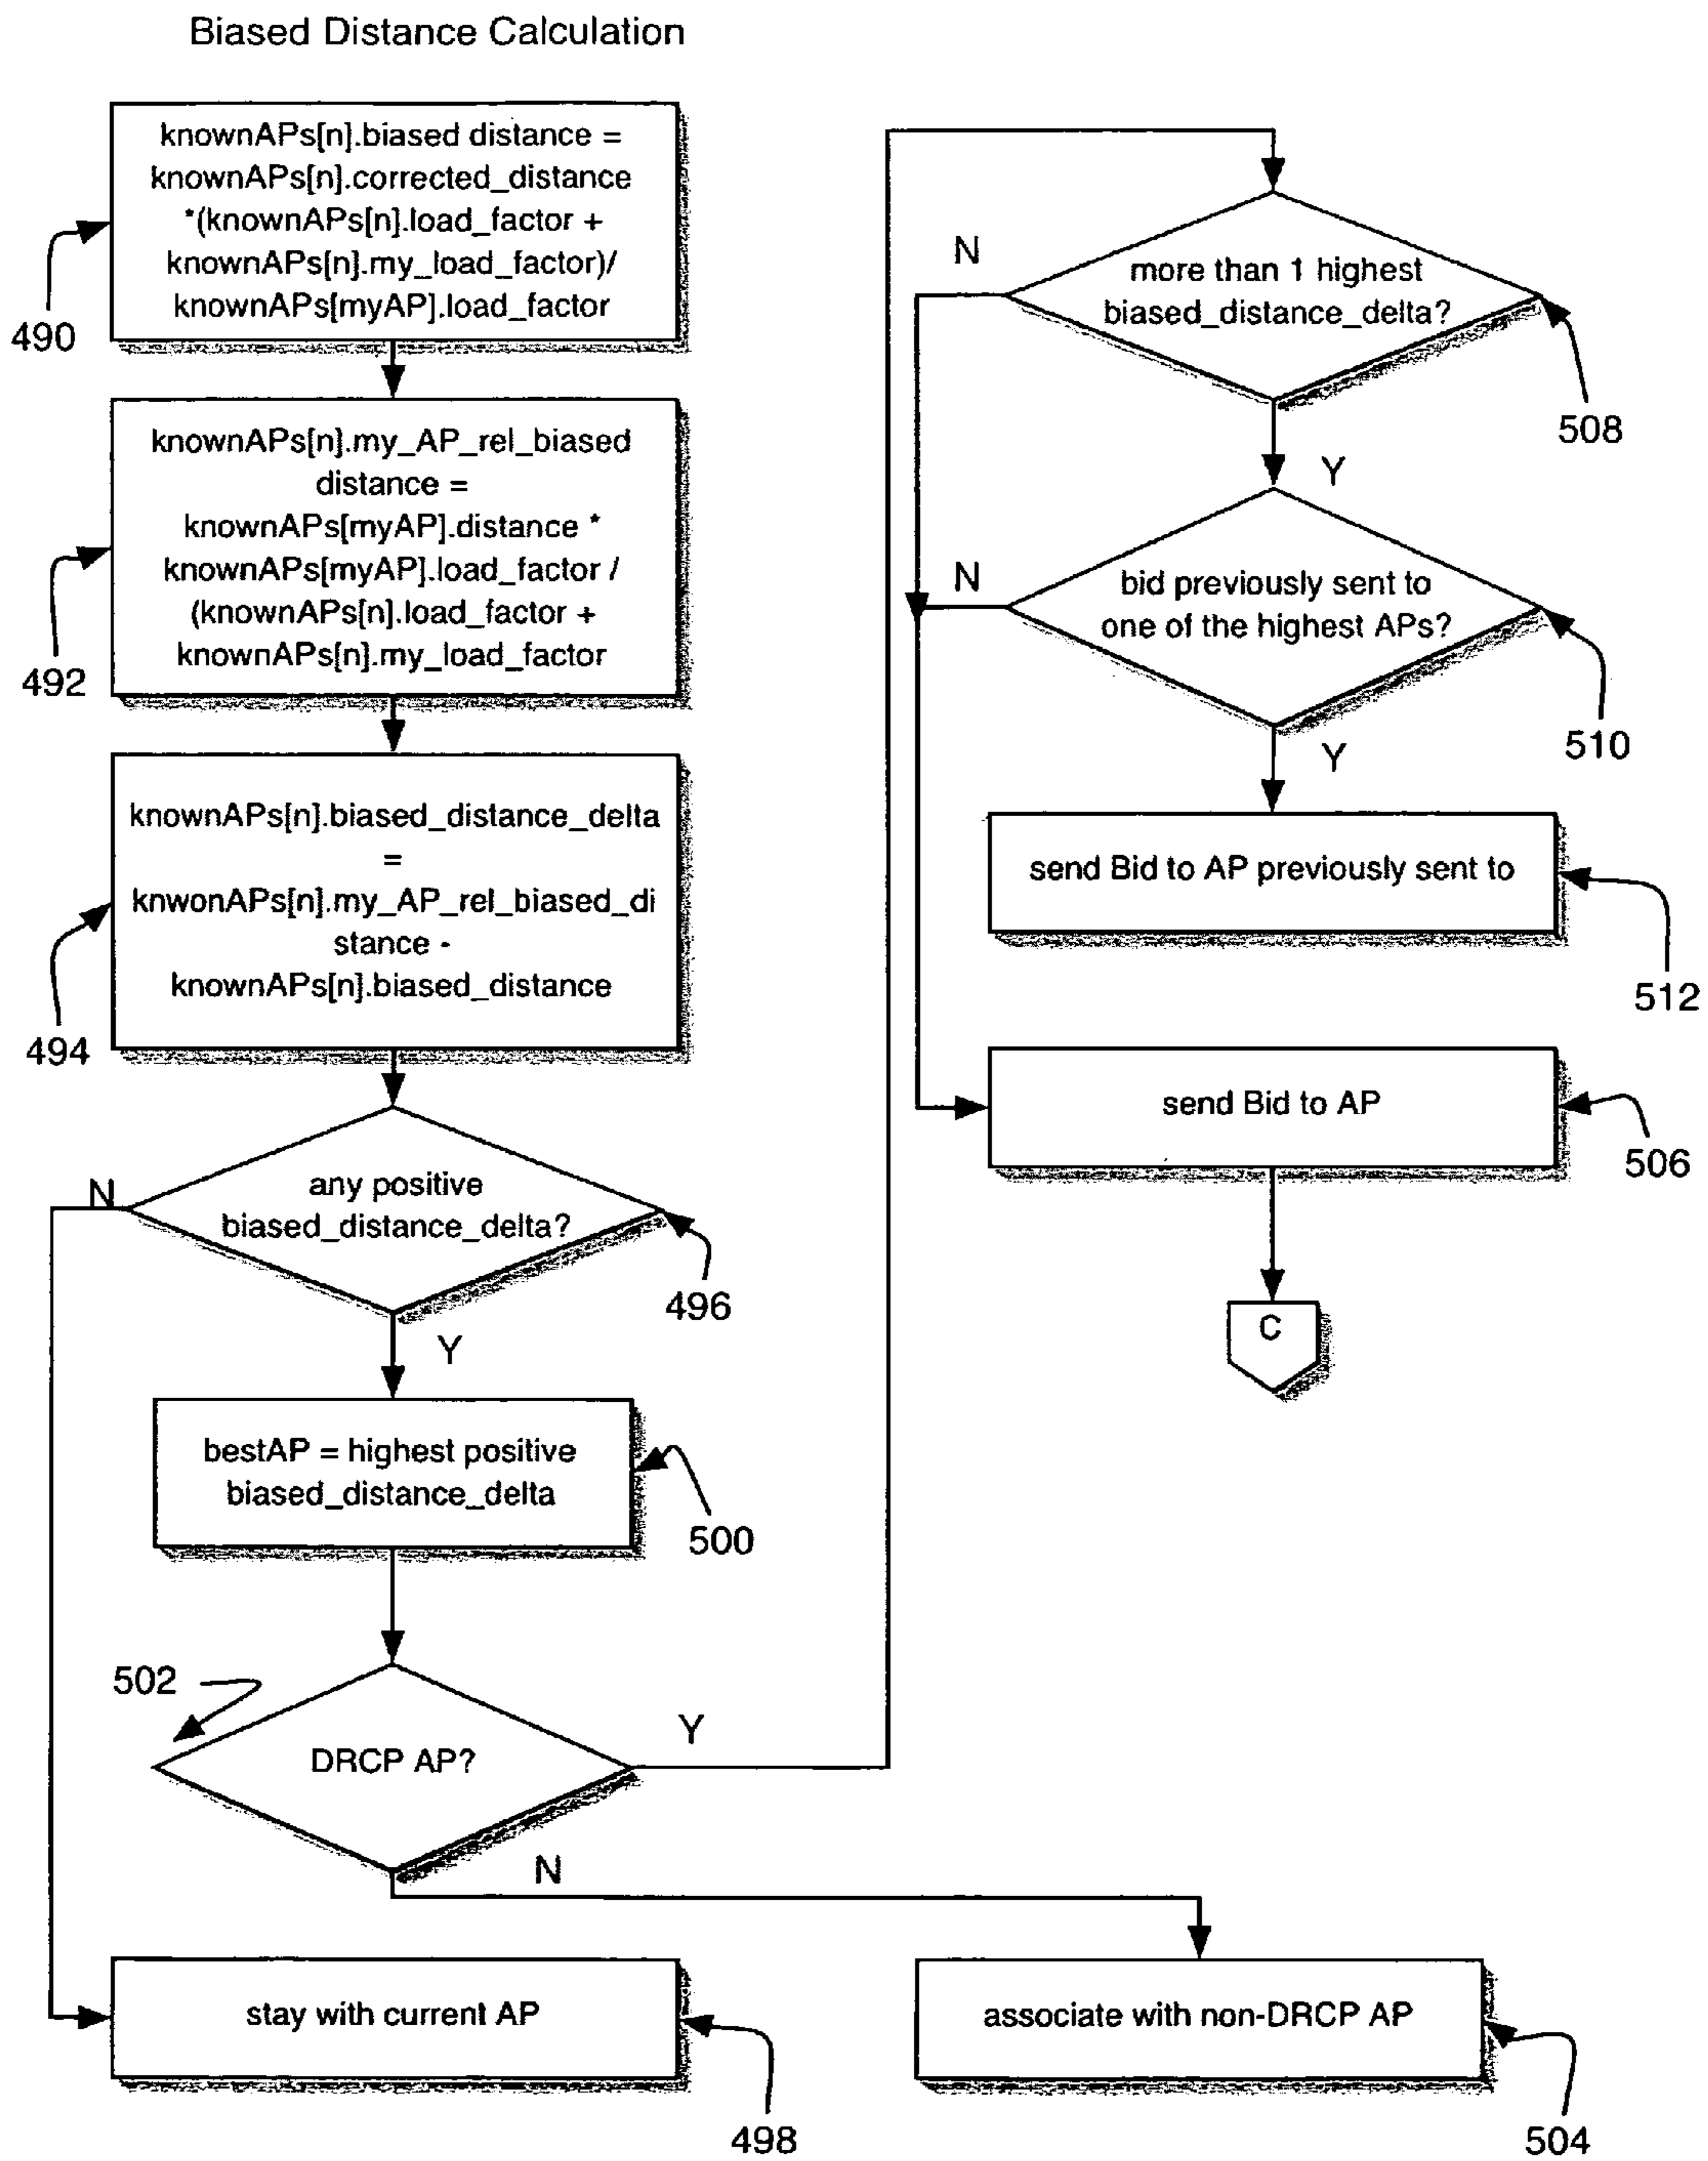 Biased Distance Calculation
knownAPs[n].biased distance =
knownAPs[n].corrected_distance
*(knownAPs[n].load_factor +
knownAPs[n].my_load_factor)/
knownAPs[myAP].load_factor
490
knownAPs[n].my_AP_rel_biased
distance =
knownAPs[myAP].distance *
knownAPs[myAP].load_factor /
(knownAPs[n].load_factor +
knownAPs[n].my_load_factor
492
knownAPs[n].biased_distance_delta
=
knwonAPs[n].my_AP_rel_biased_di
stance -
knownAPs[n].biased_distance
494
N
any positive
biased_distance_delta?
496
Y
bestAP = highest positive
biased_distance_delta
500
502
DRCP AP?
Y
N
stay with current AP
498
associate with non-DRCP AP
504
N
more than 1 highest
biased_distance_delta?
508
Y
N
bid previously sent to
one of the highest APs?
510
Y
send Bid to AP previously sent to
512
send Bid to AP
506
C